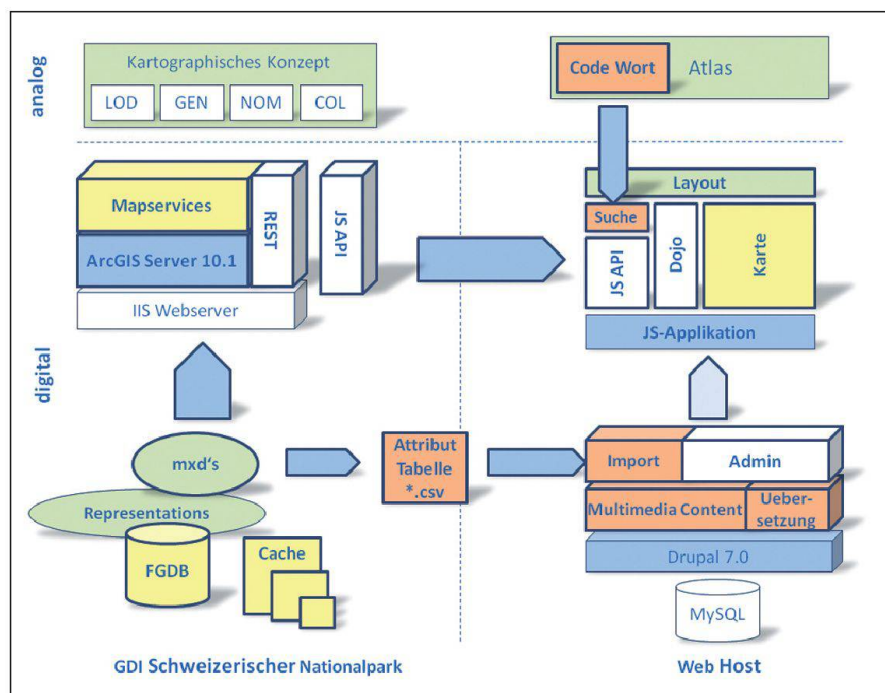 analog
Kartographisches Konzept
LOD
GEN
NOM
COL
Code Wort
Atlas
digital
Mapservices
ArcGIS Server 10.1
REST
JS API
IIS Webserver
Layout
Suche
JS API
Dojo
Karte
JS-Applikation
mxd's
Representations
FGDB
Cache
Attribut
Tabelle
*.csv
Import
Admin
Multimedia Content
Ueber-
setzung
Drupal 7.0
MySQL
GDI Schweizerischer Nationalpark
Web Host